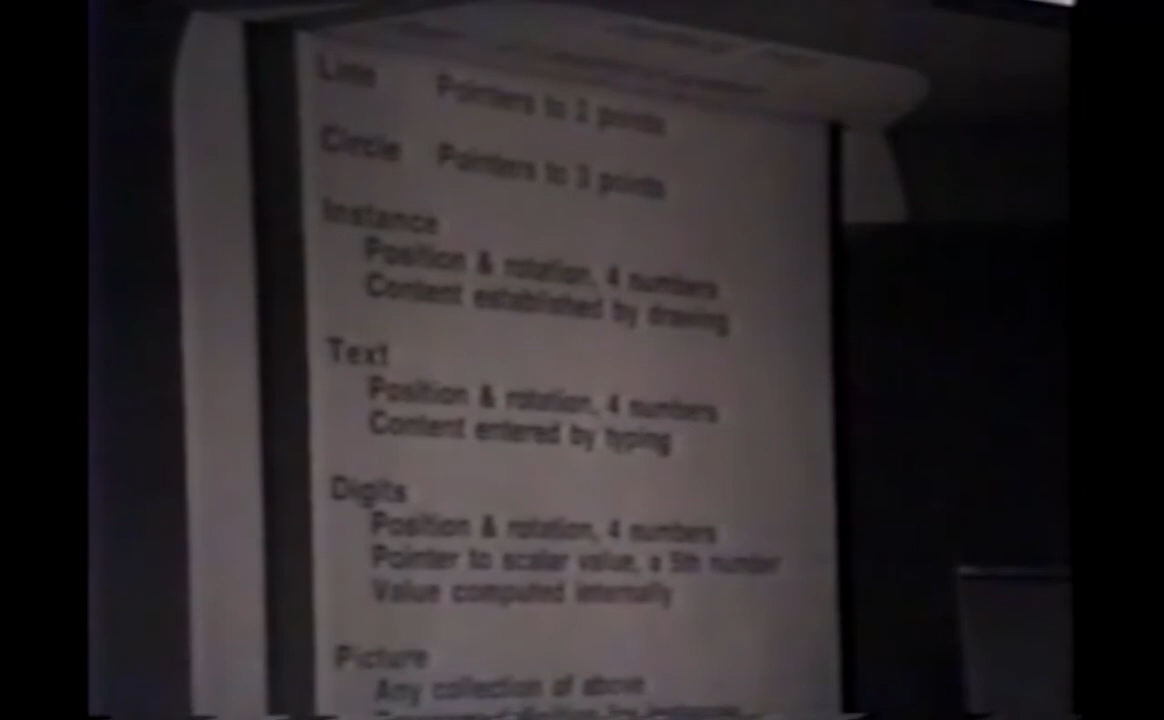 Line Pointers to 2 points
Circle Pointers to 3 points
Instance
Position & rotation, 4 numbers
Content established by drawing
Text
Position & rotation, 4 numbers
Content entered by typing
Digits
Position & rotation, 4 numbers
Pointer to scalar value, a 5th number
Value computed internally
Picture
Any collection of above